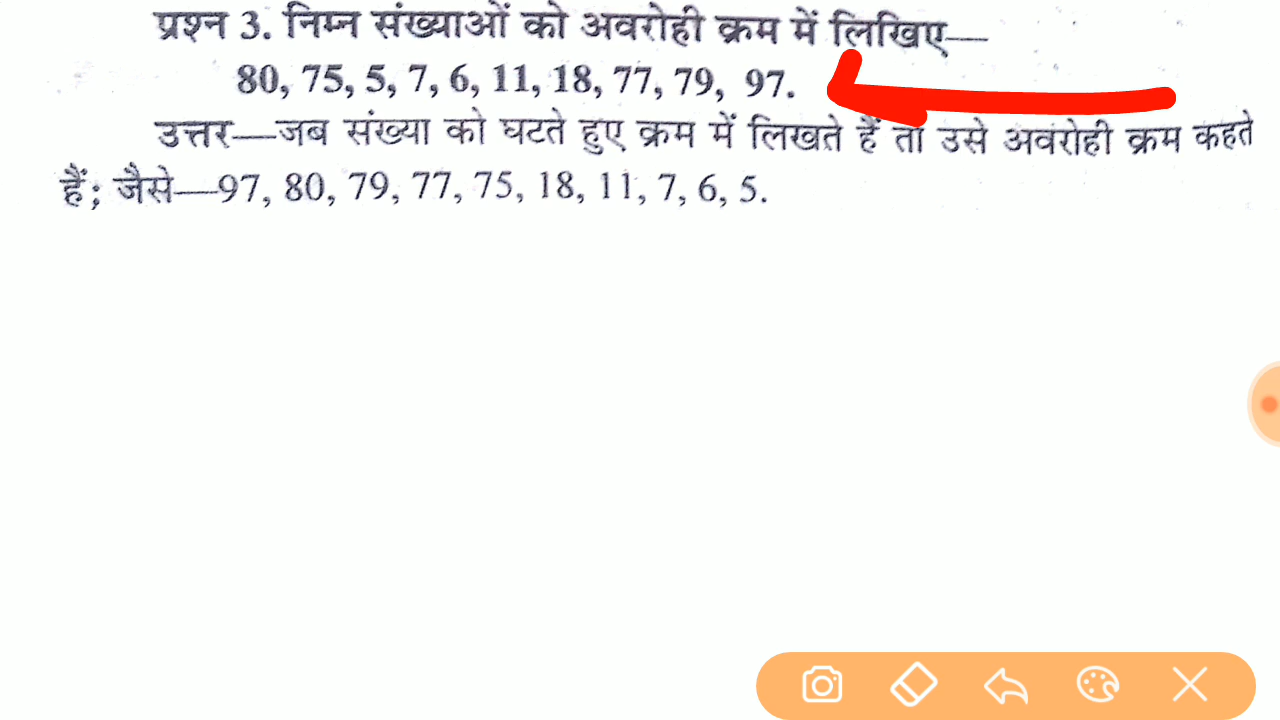 प्रश्न 3. निम्न संख्याओं को अवरोही क्रम में लिखिए—
80, 75, 5, 7, 6, 11, 18, 77, 79, 97.
उत्तर—जब संख्या को घटते हुए क्रम में लिखते हैं तो उसे अवरोही क्रम कहते
हैं; जैसे—97, 80, 79, 77, 75, 18, 11, 7, 6, 5.